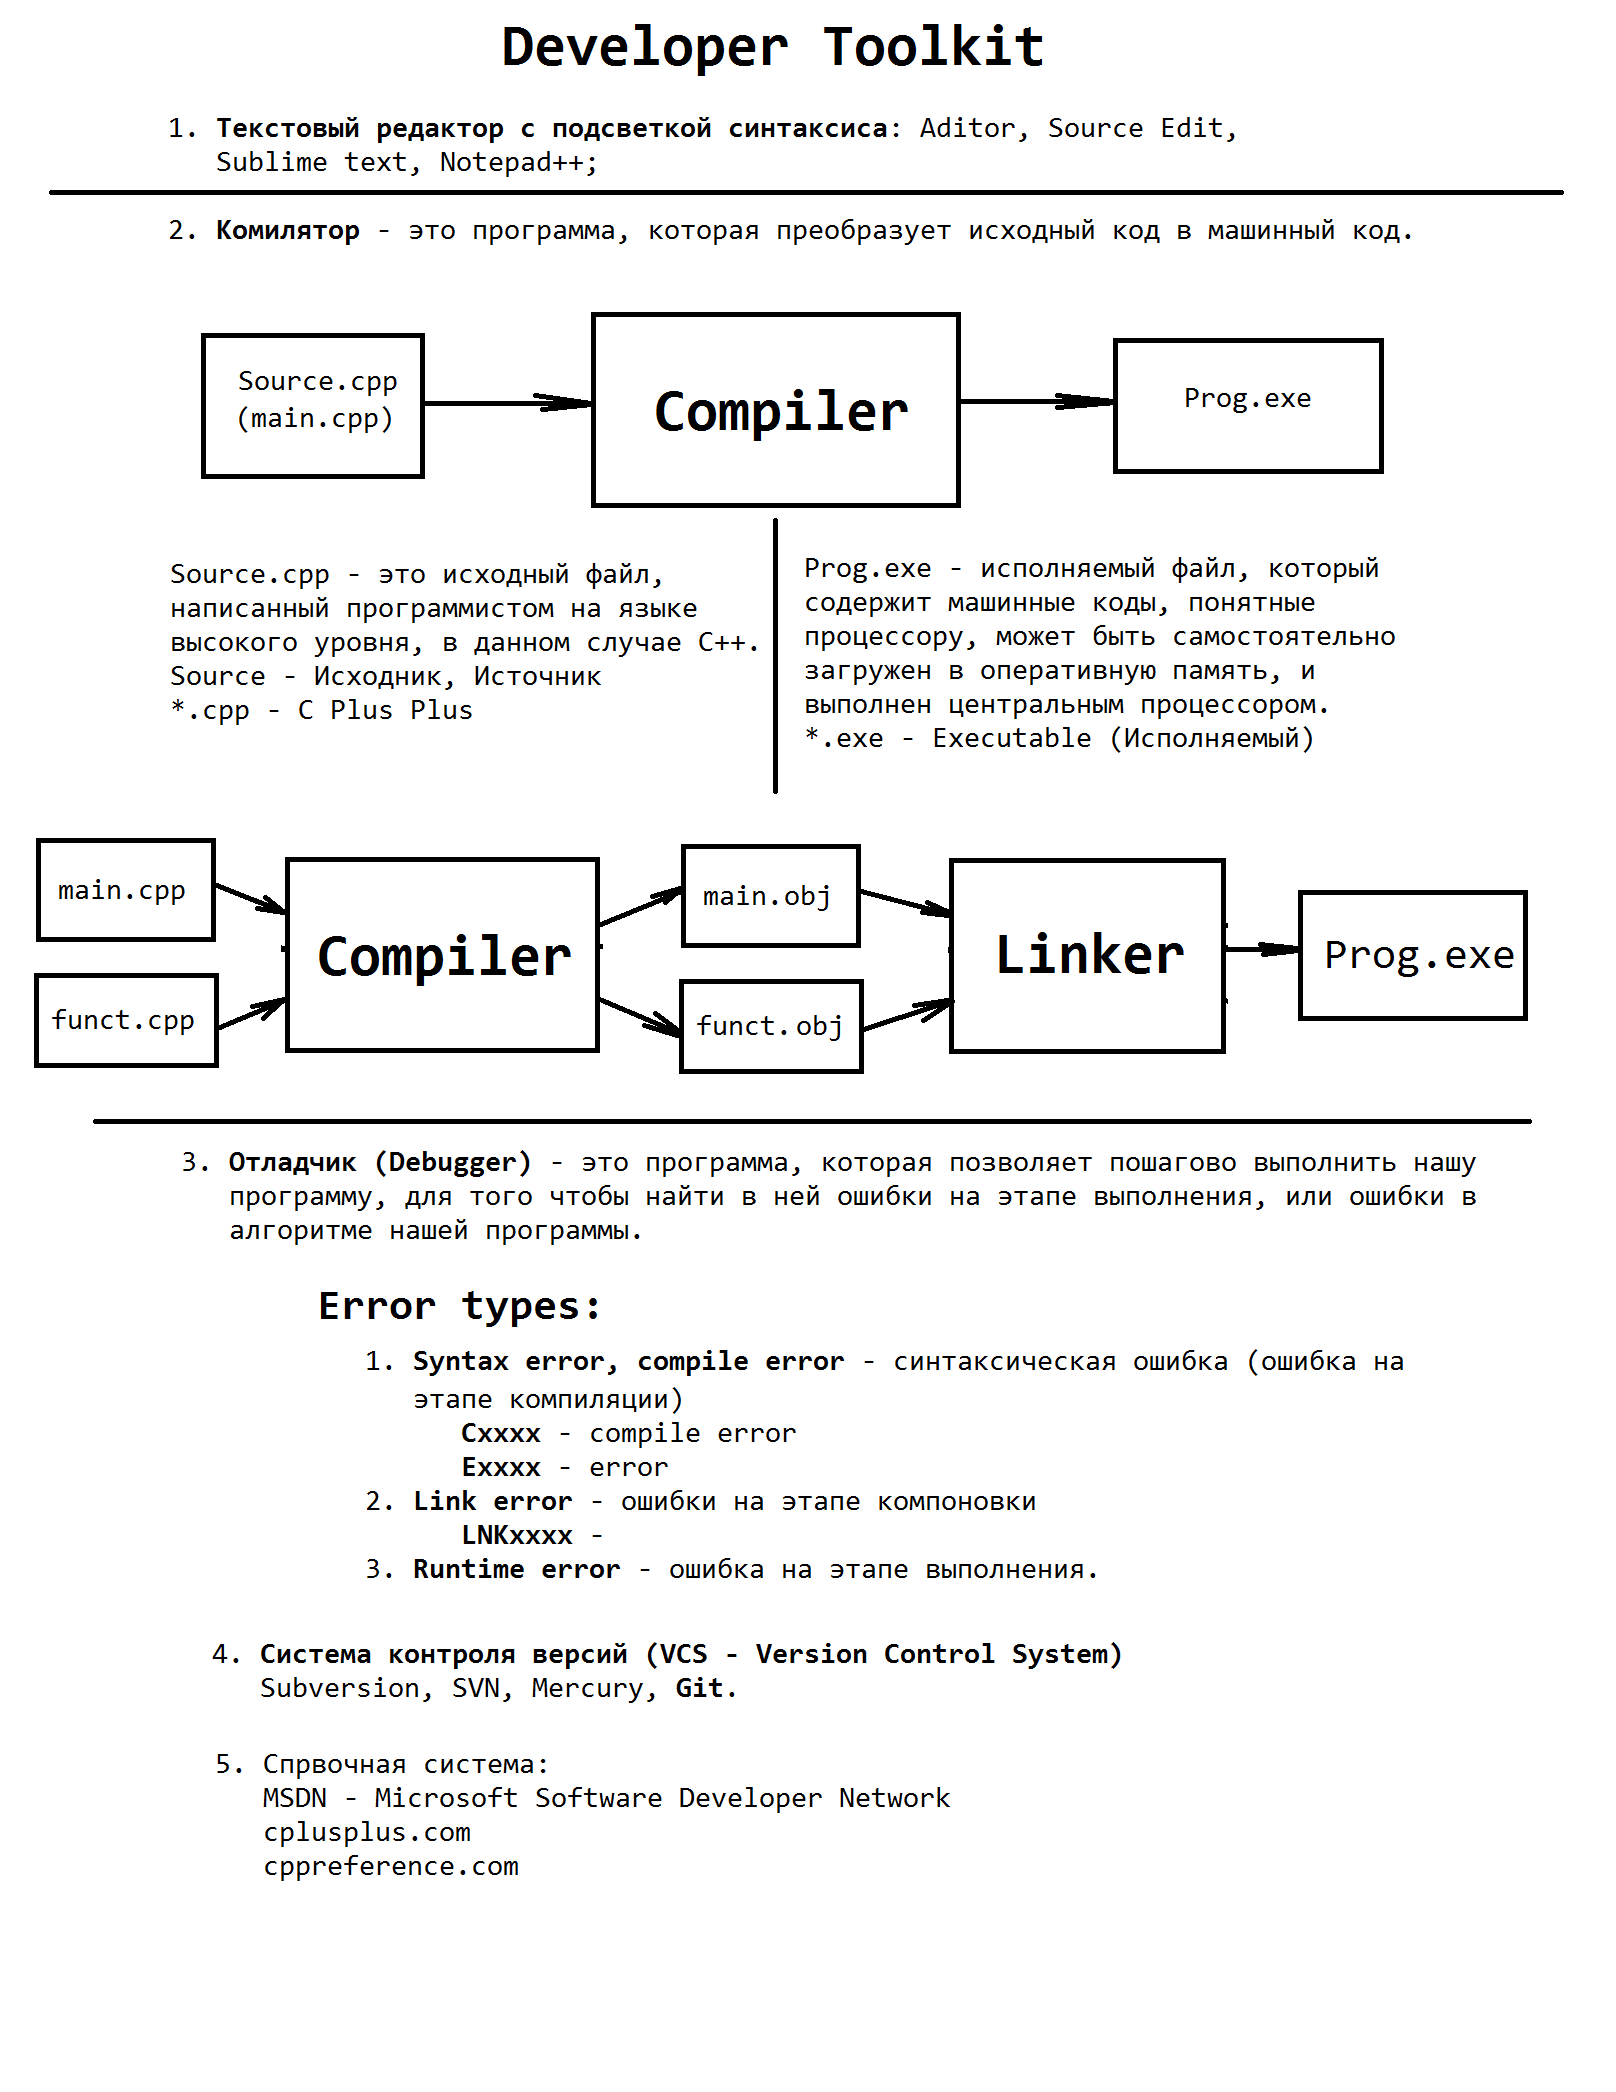 Developer Toolkit
1. Текстовый редактор с подсветкой синтаксиса: Aditor, Source Edit,
Sublime text, Notepad++;
2. Комилятор - это программа, которая преобразует исходный код в машинный код.
Source.cpp
(main.cpp)
Compiler
Prog.exe
Source.cpp - это исходный файл,
написанный программистом на языке
высокого уровня, в данном случае C++.
Source - Исходник, Источник
*.cpp - C Plus Plus
Prog.exe - исполняемый файл, который
содержит машинные коды, понятные
процессору, может быть самостоятельно
загружен в оперативную память, и
выполнен центральным процессором.
*.exe - Executable (Исполняемый)
main.cpp
funct.cpp
Compiler
main.obj
funct.obj
Linker
Prog.exe
3. Отладчик (Debugger) - это программа, которая позволяет пошагово выполнить нашу
программу, для того чтобы найти в ней ошибки на этапе выполнения, или ошибки в
алгоритме нашей программы.
Error types:
1. Syntax error, compile error - синтаксическая ошибка (ошибка на
этапе компиляции)
Cxxxx - compile error
Exxxx - error
2. Link error - ошибки на этапе компоновки
LNKxxxx -
3. Runtime error - ошибка на этапе выполнения.
4. Система контроля версий (VCS - Version Control System)
Subversion, SVN, Mercury, Git.
5. Спрвочная система:
MSDN - Microsoft Software Developer Network
cplusplus.com
cppreference.com